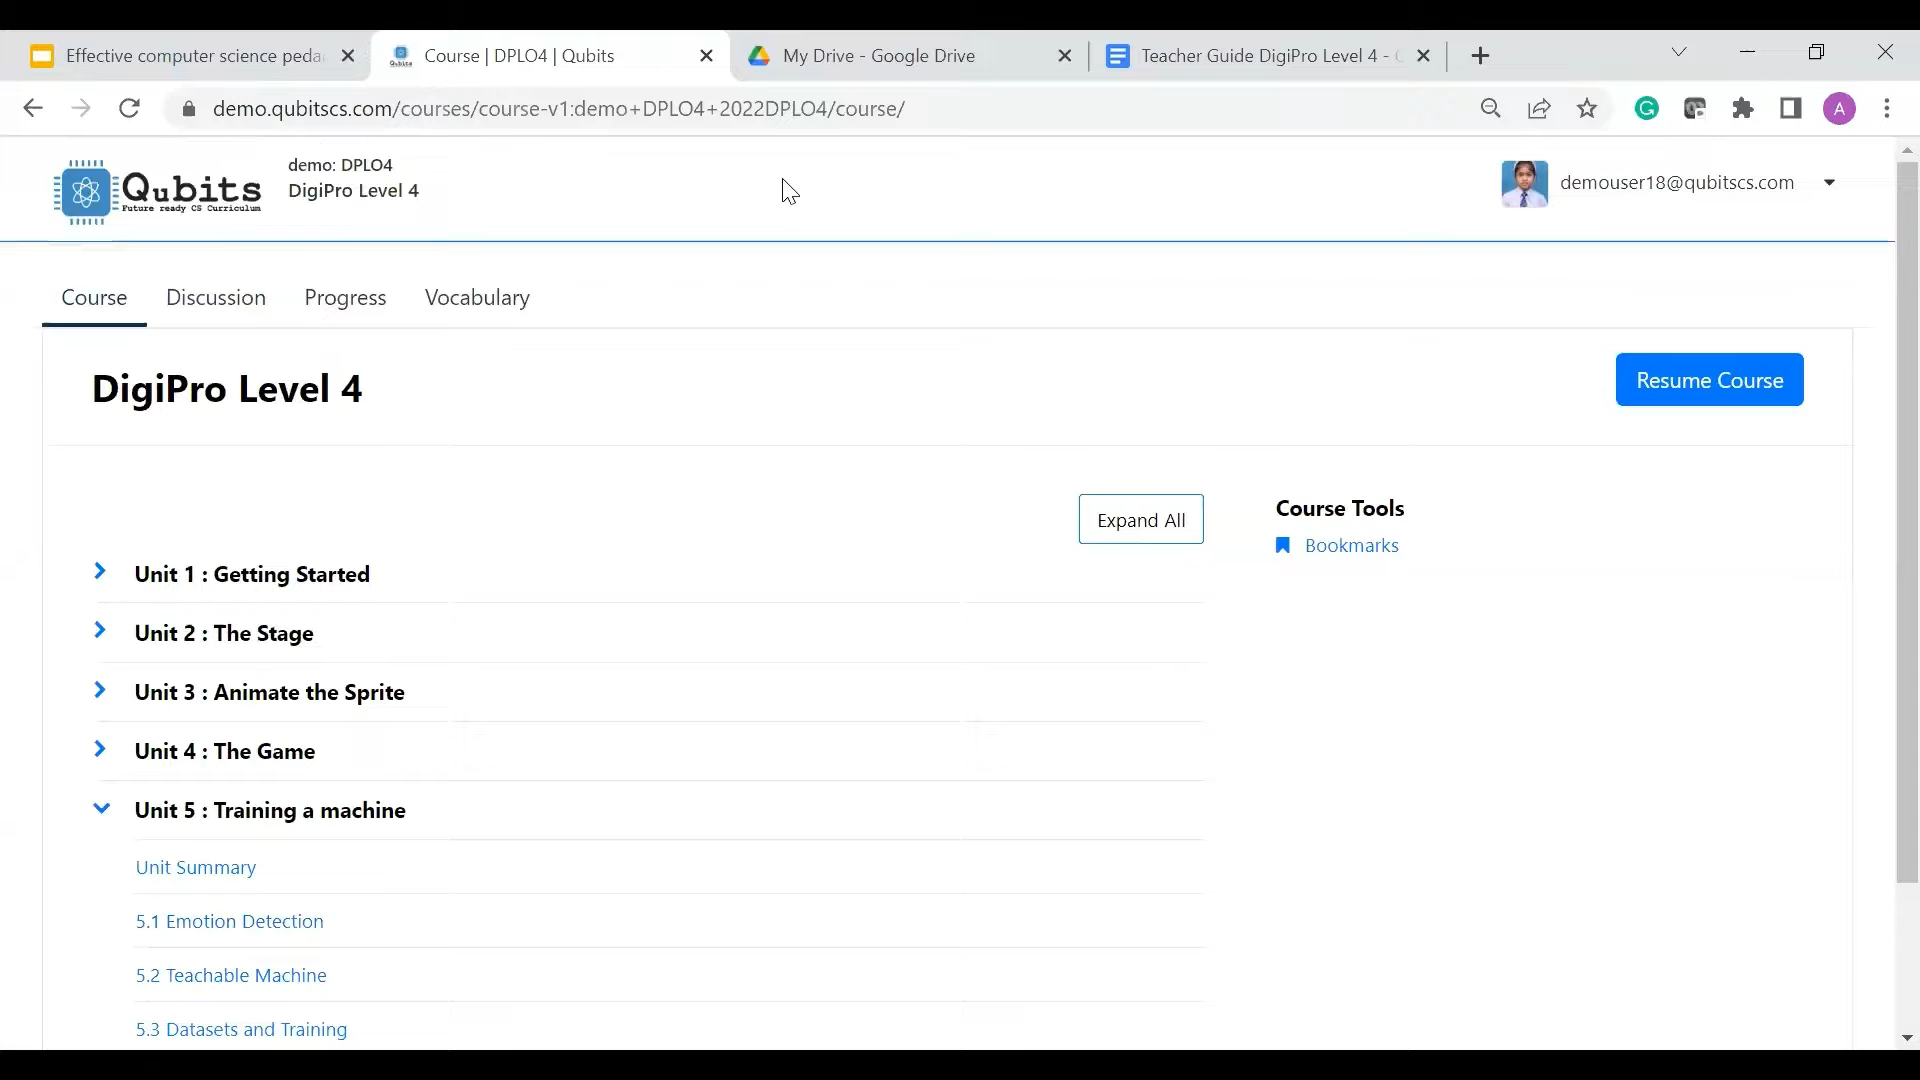 Effective computer science peda
Course | DPLO4 | Qubits
My Drive - Google Drive
Teacher Guide DigiPro Level 4 -
demo.qubitscs.com/courses/course-v1:demo+DPLO4+2022DPLO4/course/
A
Qubits
Future ready CS Curriculum
demo: DPLO4
DigiPro Level 4
demouser18@qubitscs.com
Course
Discussion
Progress
Vocabulary
DigiPro Level 4
Resume Course
Expand All
Course Tools
Bookmarks
Unit 1 : Getting Started
Unit 2 : The Stage
Unit 3 : Animate the Sprite
Unit 4 : The Game
Unit 5 : Training a machine
Unit Summary
5.1 Emotion Detection
5.2 Teachable Machine
5.3 Datasets and Training